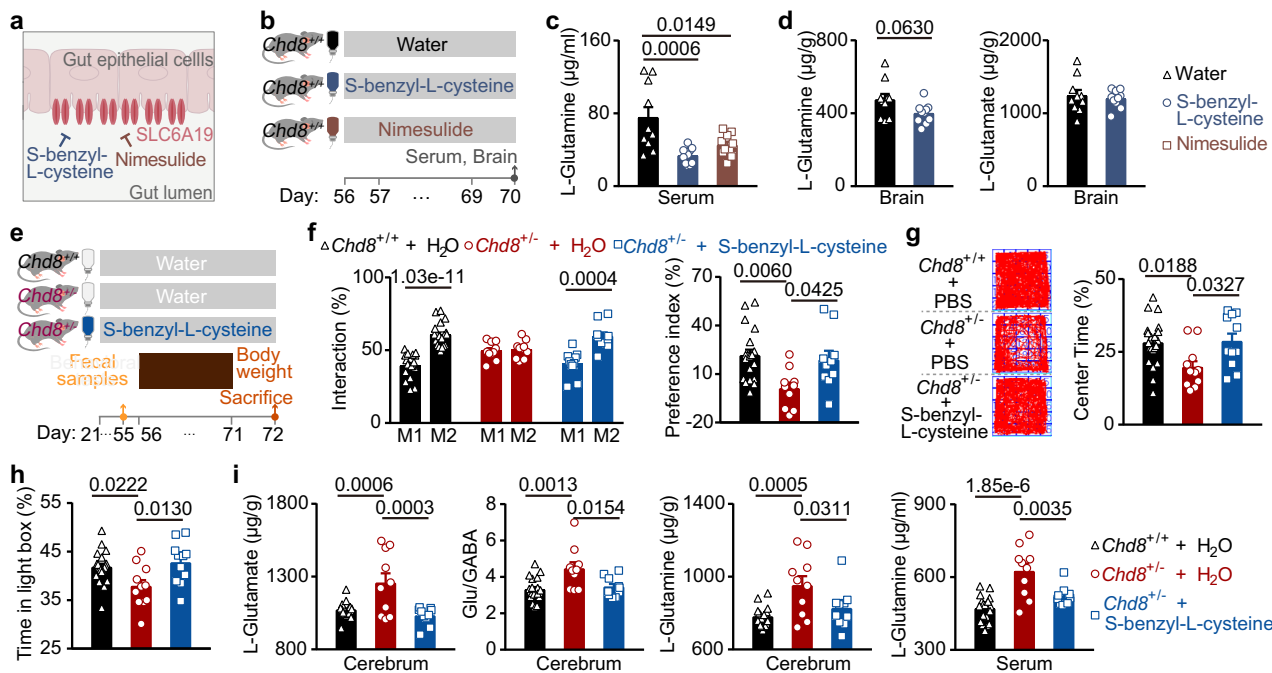 a
Gut epithelial cellls
SLC6A19
S-benzyl-
L-cysteine
Nimesulide
Gut lumen
b
Chd8+/+
Water
Chd8+/+
S-benzyl-L-cysteine
Chd8+/+
Nimesulide
Serum, Brain
Day:
56 57 ... 69 70
c
L-Glutamine (µg/ml)
160
80
0
0.0149
0.0006
Serum
d
L-Glutamine (µg/g)
800
400
0
0.0630
Brain
L-Glutamate (µg/g)
2000
1000
0
Brain
Water
S-benzyl-
L-cysteine
Nimesulide
e
Chd8+/+
Water
Chd8+/-
Water
Chd8+/-
S-benzyl-L-cysteine
Fecal
samples
Body
weight
Sacrifice
Day: 21 ... 55 56 ... 71 72
f
Chd8+/+ + H2O
Chd8+/- + H2O
Chd8+/- + S-benzyl-L-cysteine
Interaction (%)
100
50
0
1.03e-11
0.0004
M1 M2 M1 M2 M1 M2
Preference index (%)
70
40
10
-20
0.0060
0.0425
g
Chd8+/+
+
PBS
Chd8+/-
+
PBS
Chd8+/-
+
S-benzyl-
L-cysteine
Center Time (%)
50
25
0
0.0188
0.0327
h
Time in light box (%)
55
45
35
25
0.0222
0.0130
i
L-Glutamate (µg/g)
1800
1300
800
0.0006
0.0003
Cerebrum
Glu/GABA
8
6
4
2
0
0.0013
0.0154
L-Glutamine (µg/g)
1400
1000
600
0.0005
0.0311
Cerebrum
L-Glutamine (µg/ml)
900
600
300
1.85e-6
0.0035
Serum
Chd8+/+ + H2O
Chd8+/- + H2O
Chd8+/- +
S-benzyl-L-cysteine